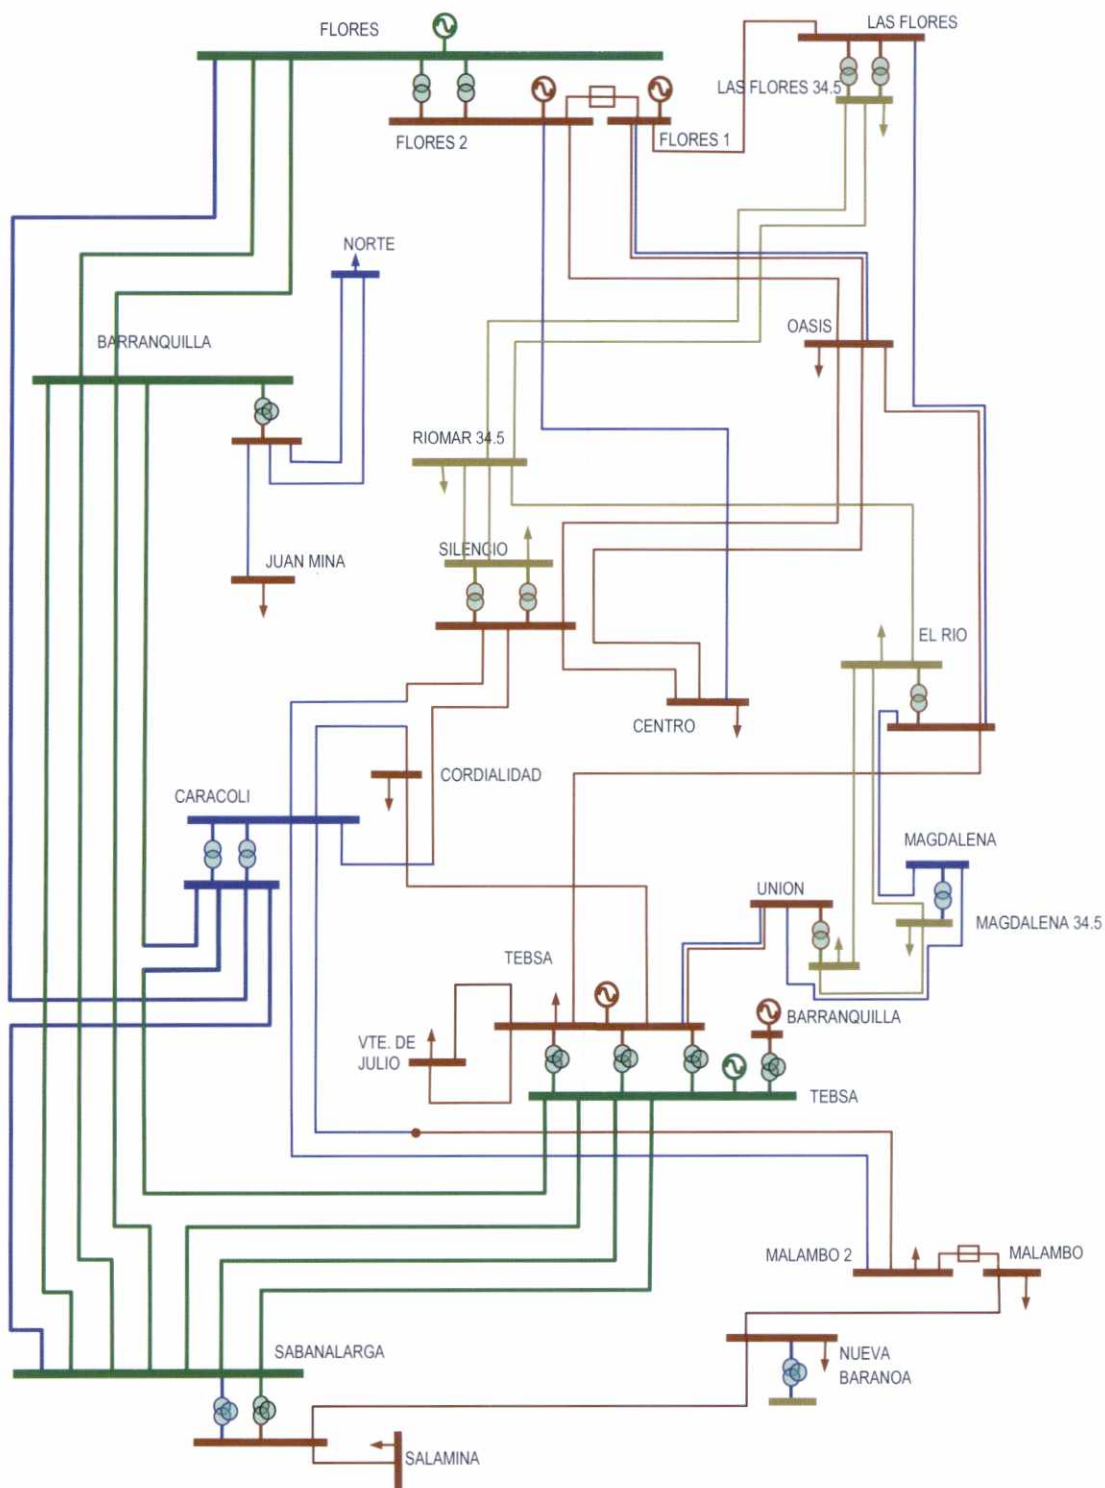 FLORES
LAS FLORES
LAS FLORES 34.5
FLORES 2
FLORES 1
NORTE
OASIS
BARRANQUILLA
RIOMAR 34.5
SILENCIO
JUAN MINA
EL RIO
CENTRO
CORDIALIDAD
CARACOLI
MAGDALENA
UNION
MAGDALENA 34.5
TEBSA
BARRANQUILLA
VTE. DE
JULIO
TEBSA
MALAMBO 2
MALAMBO
SABANALARGA
NUEVA
BARANOA
SALAMINA